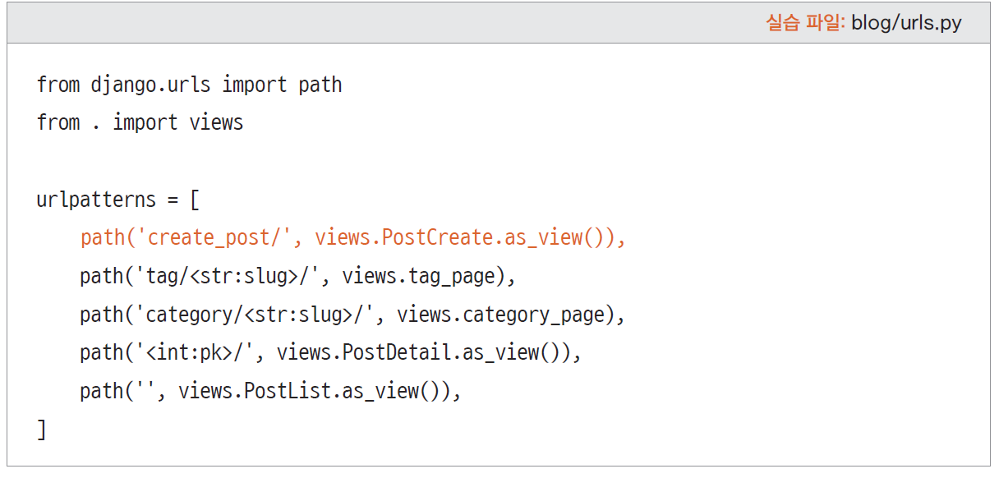 실습 파일: blog/urls.py
from django.urls import path
from . import views
urlpatterns = [
    path('create_post/', views.PostCreate.as_view()),
    path('tag/<str:slug>/', views.tag_page),
    path('category/<str:slug>/', views.category_page),
    path('<int:pk>/', views.PostDetail.as_view()),
    path('', views.PostList.as_view()),
]